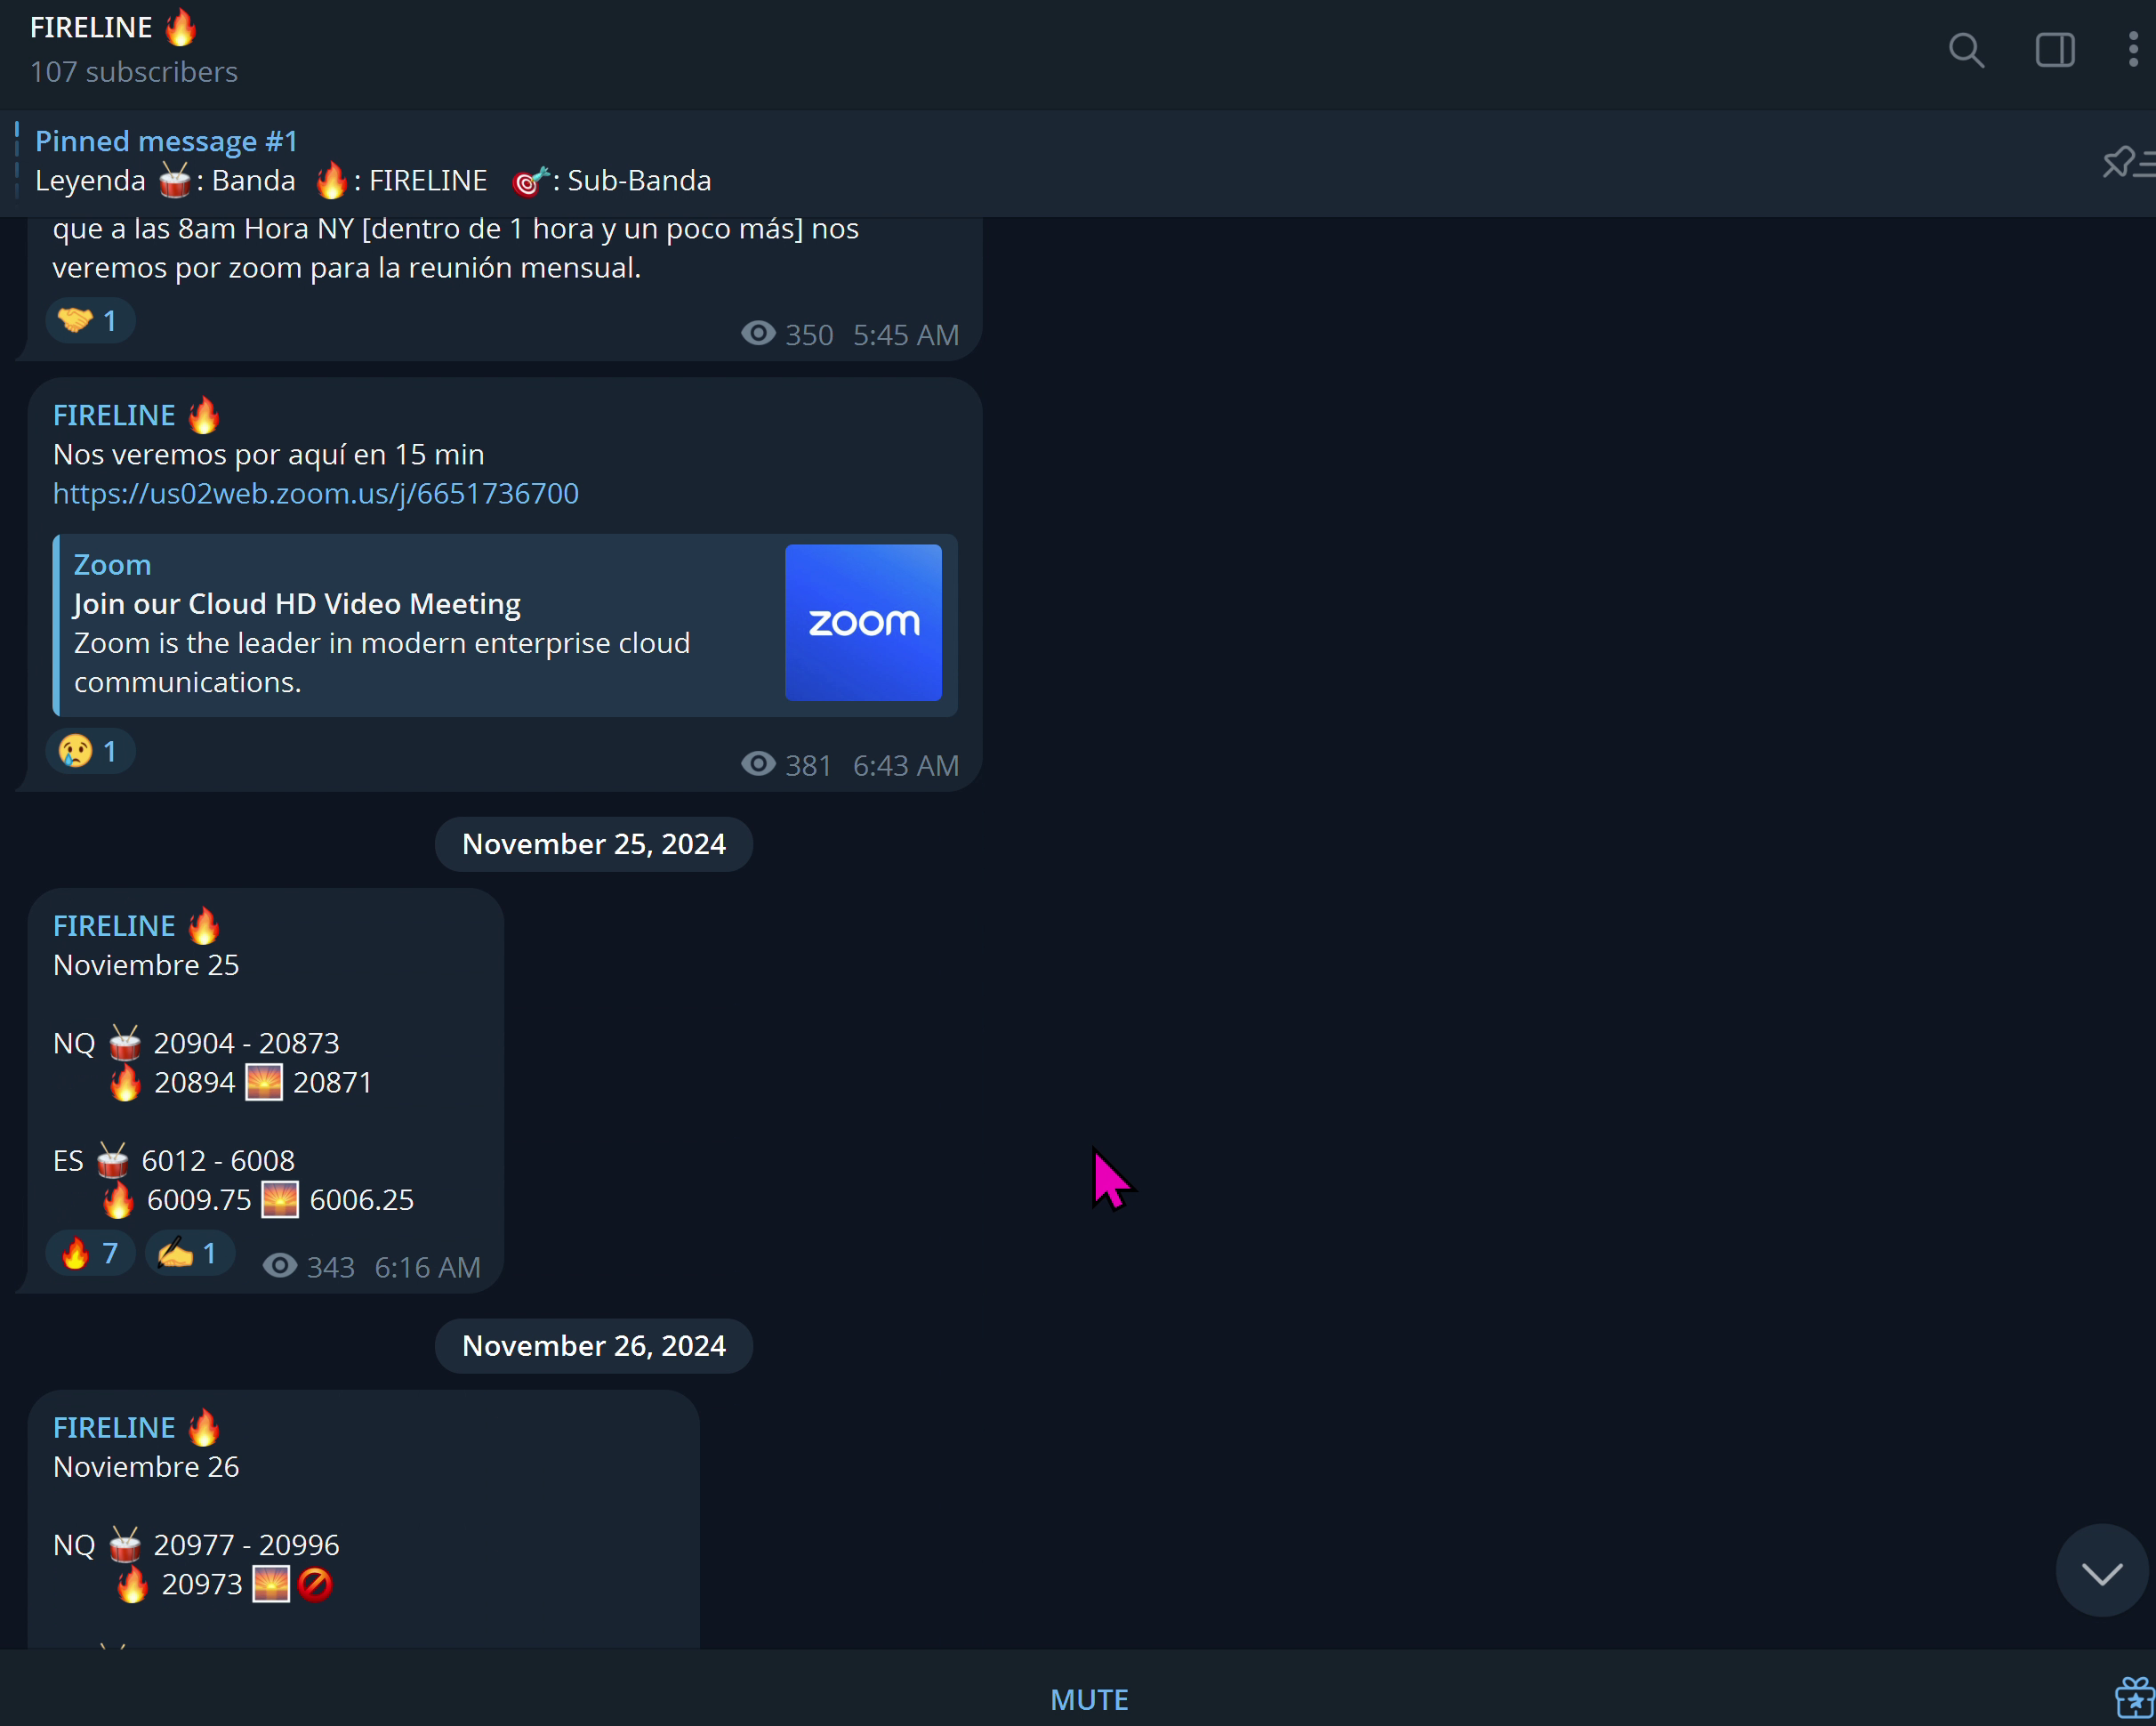 FIRELINE 🔥
107 subscribers
Pinned message #1
Leyenda 🥁: Banda 🔥: FIRELINE 🎯: Sub-Banda
que a las 8am Hora NY [dentro de 1 hora y un poco más] nos
veremos por zoom para la reunión mensual.
🤝 1
350 5:45 AM
FIRELINE 🔥
Nos veremos por aquí en 15 min
https://us02web.zoom.us/j/6651736700
Zoom
Join our Cloud HD Video Meeting
Zoom is the leader in modern enterprise cloud
communications.
zoom
😢 1
381 6:43 AM
November 25, 2024
FIRELINE 🔥
Noviembre 25
NQ 🥁 20904 - 20873
🔥 20894 🌅 20871
ES 🥁 6012 - 6008
🔥 6009.75 🌅 6006.25
🔥 7 ✍️ 1 343 6:16 AM
November 26, 2024
FIRELINE 🔥
Noviembre 26
NQ 🥁 20977 - 20996
🔥 20973 🌅 🚫
MUTE